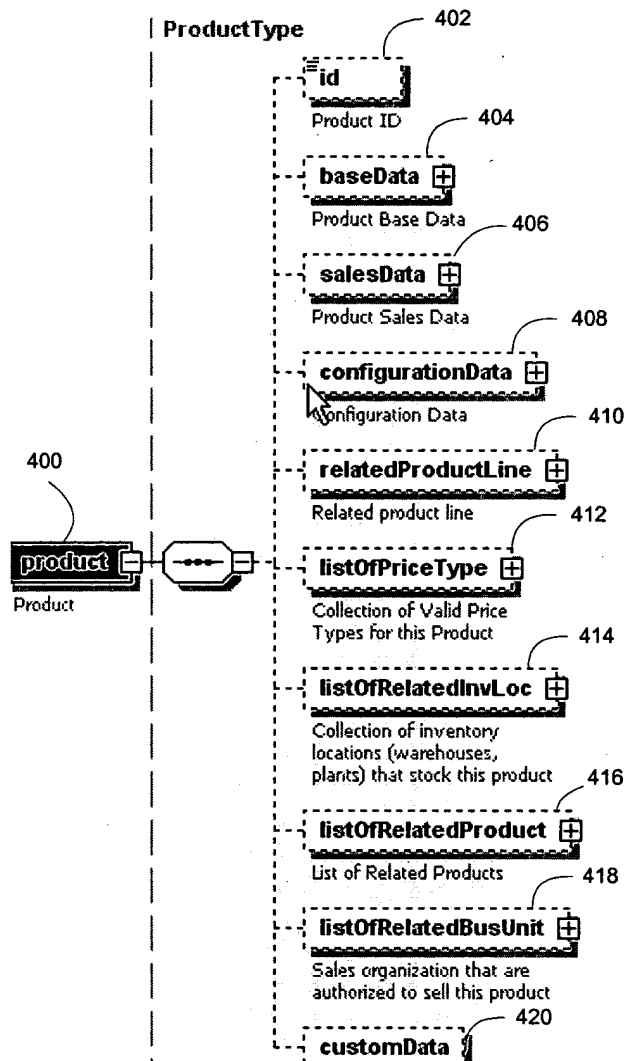 ProductType
402
id
Product ID
404
baseData
Product Base Data
406
salesData
Product Sales Data
408
configurationData
Configuration Data
410
relatedProductLine
Related product line
400
product
Product
412
listOfPriceType
Collection of Valid Price
Types for this Product
414
listOfRelatedInvLoc
Collection of inventory
locations (warehouses,
plants) that stock this product
416
listOfRelatedProduct
List of Related Products
418
listOfRelatedBusUnit
Sales organization that are
authorized to sell this product
420
customData